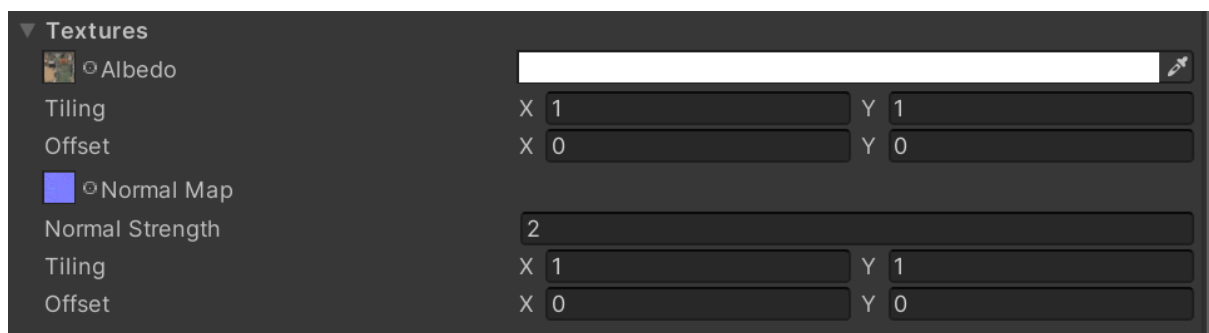 Textures
Albedo
Tiling X 1 Y 1
Offset X 0 Y 0
Normal Map
Normal Strength 2
Tiling X 1 Y 1
Offset X 0 Y 0